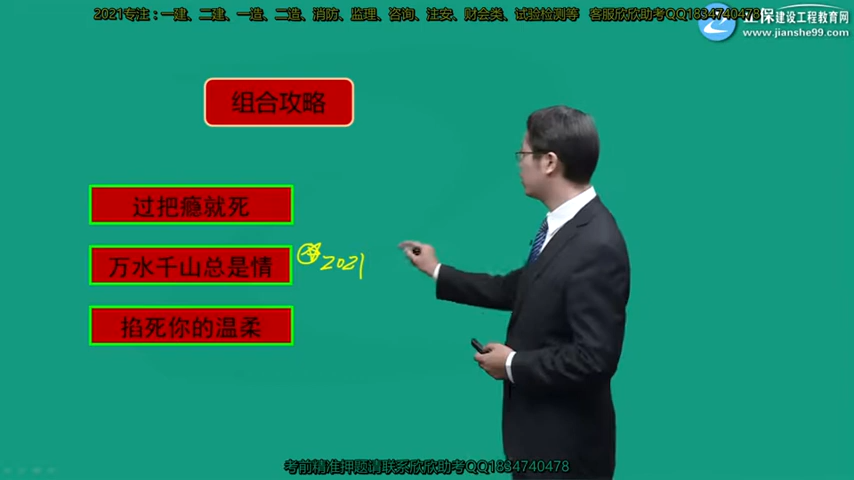 2021专注：一建、二建、一造、二造、消防、监理、咨询、注安、财会类、试验检测等 客服欣欣助考QQ1834740478
建设工程教育网
www.jianshe99.com
组合攻略
过把瘾就死
万水千山总是情
2021
掐死你的温柔
考前精准押题请联系欣欣助考QQ1834740478